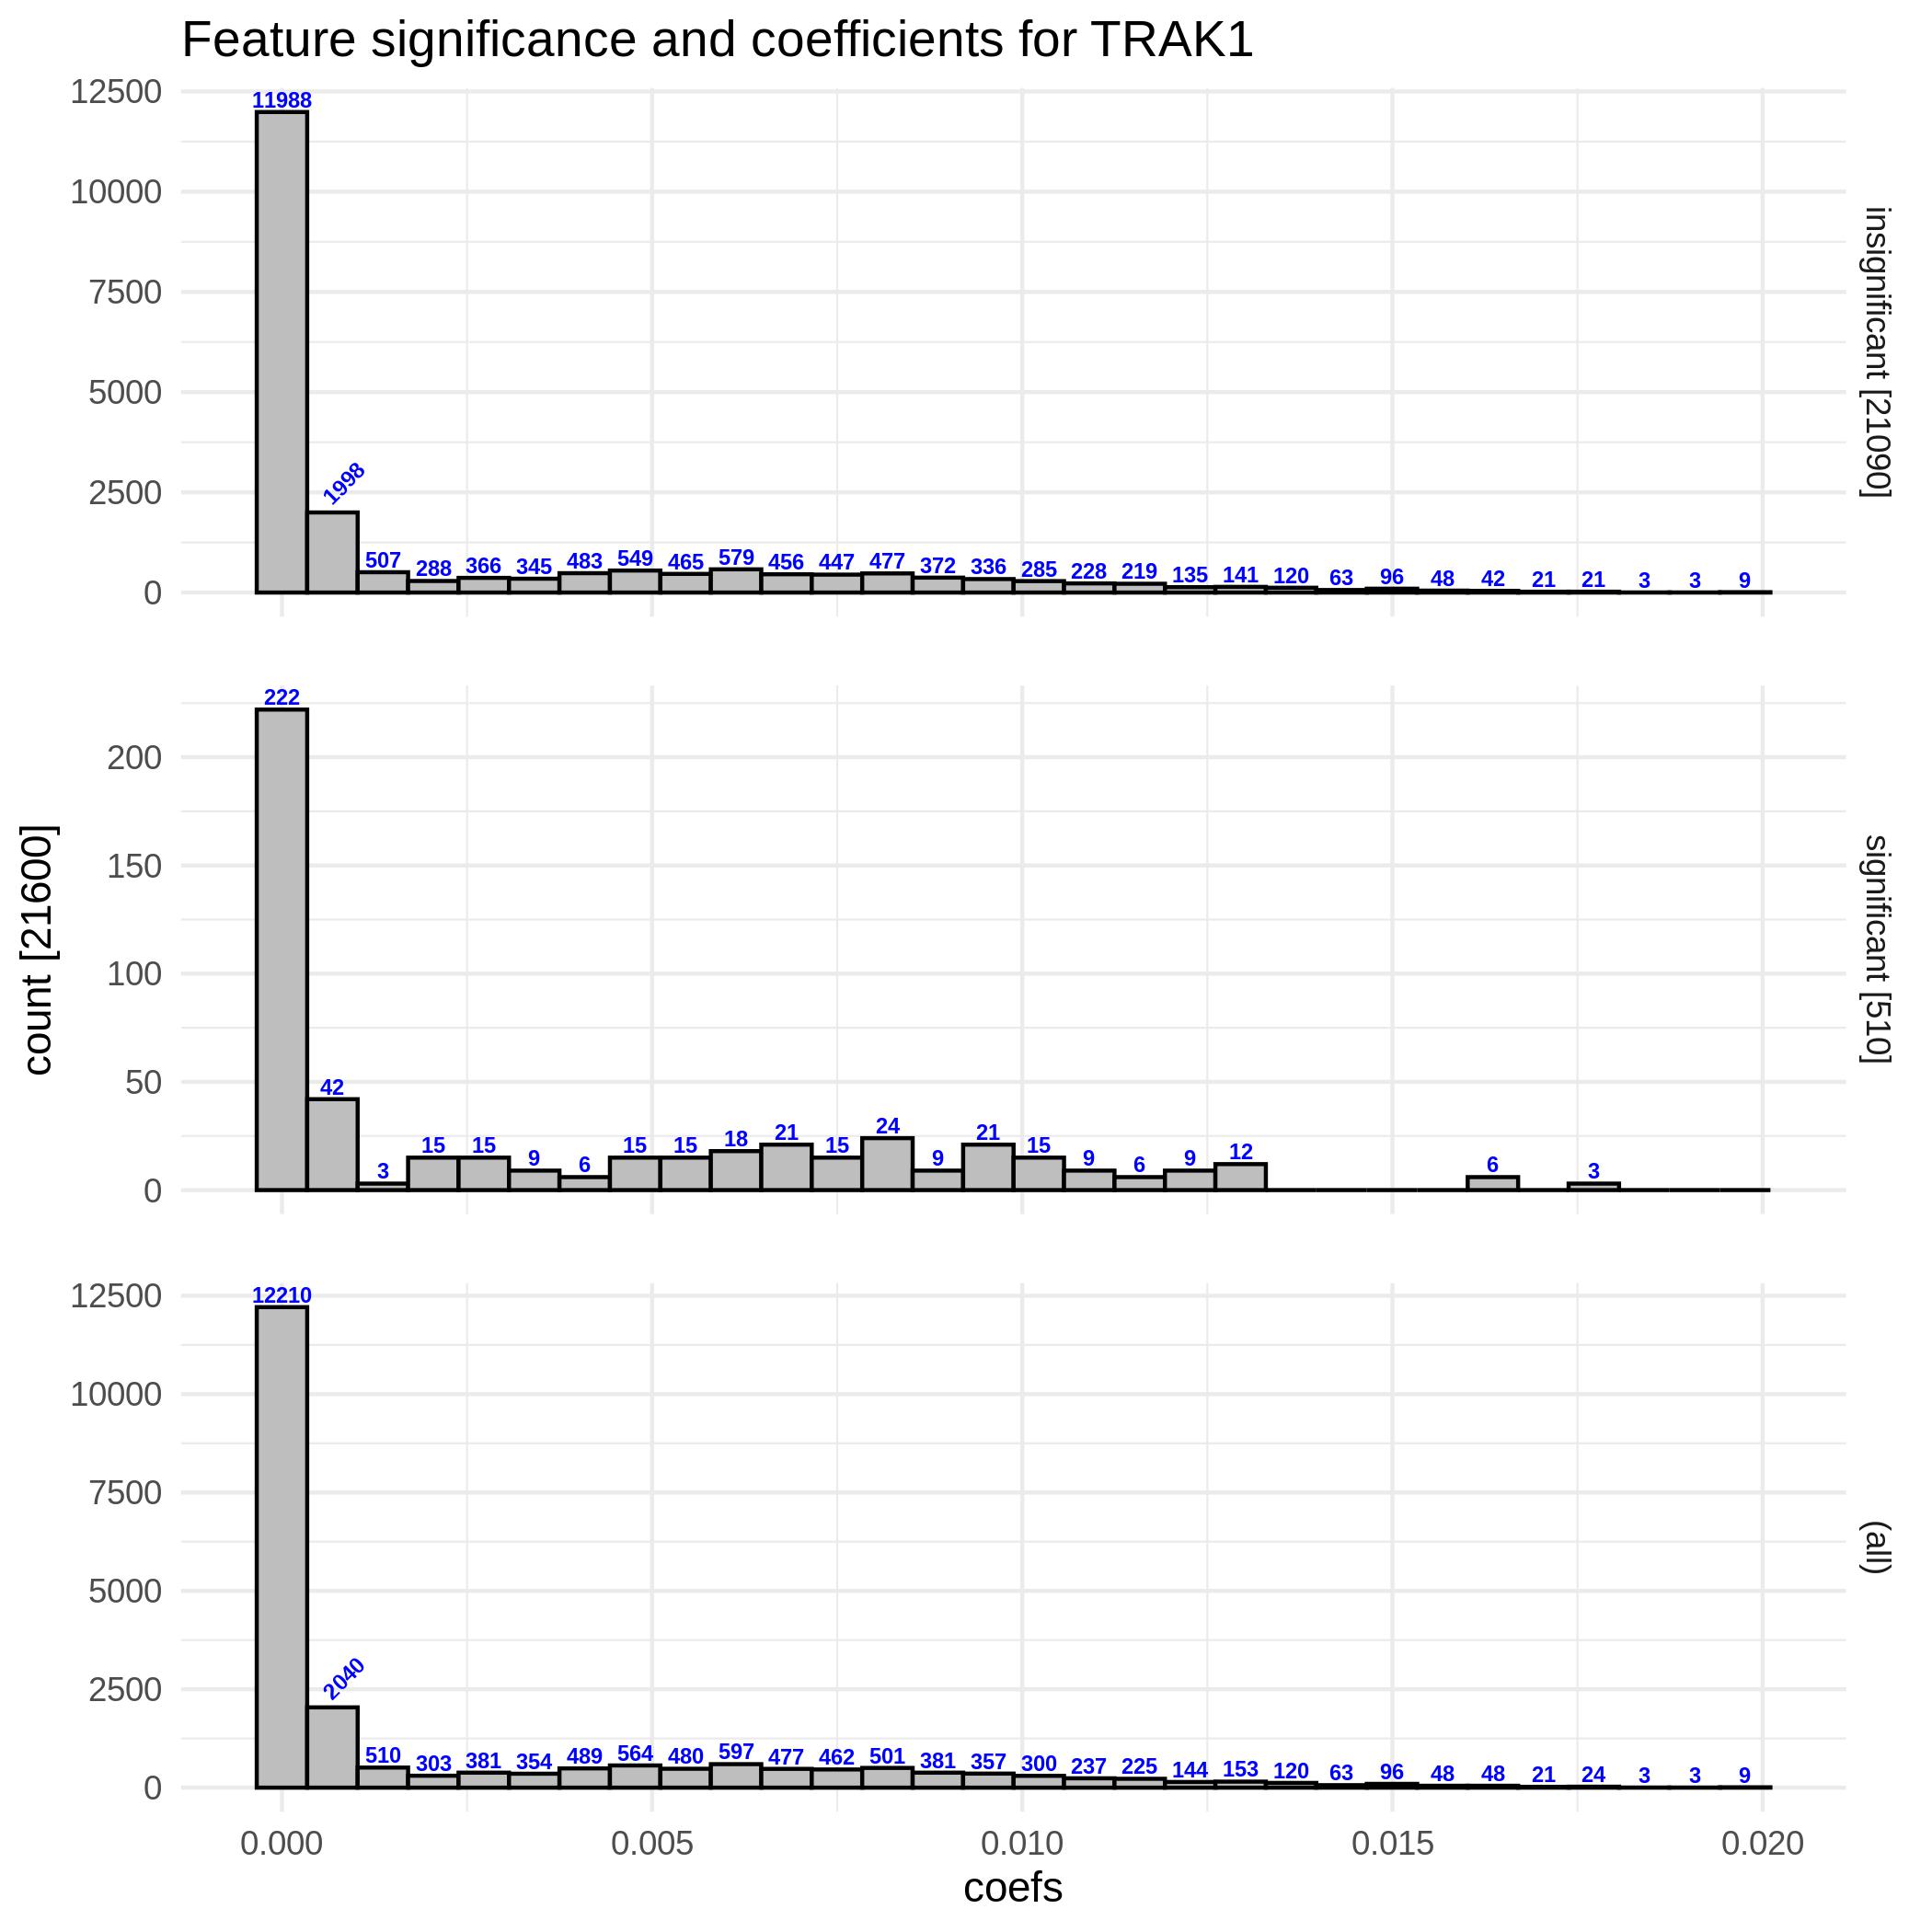 Feature significance and coefficients for TRAK1
12500
10000
7500
5000
2500
0
11988
1998
507 288 366 345 483 549 465 579 456 447 477 372 336 285 228 219 135 141 120 63 96 48 42 21 21 3 3 9
insignificant [21090]
count [21600]
200
150
100
50
0
222
42
3 15 15 9 6 15 15 18 21 15 24 9 21 15 9 6 9 12 6 3
significant [510]
12500
10000
7500
5000
2500
0
12210
2040
510 303 381 354 489 564 480 597 477 462 501 381 357 300 237 225 144 153 120 63 96 48 48 21 24 3 3 9
(all)
0.000 0.005 0.010 0.015 0.020
coefs